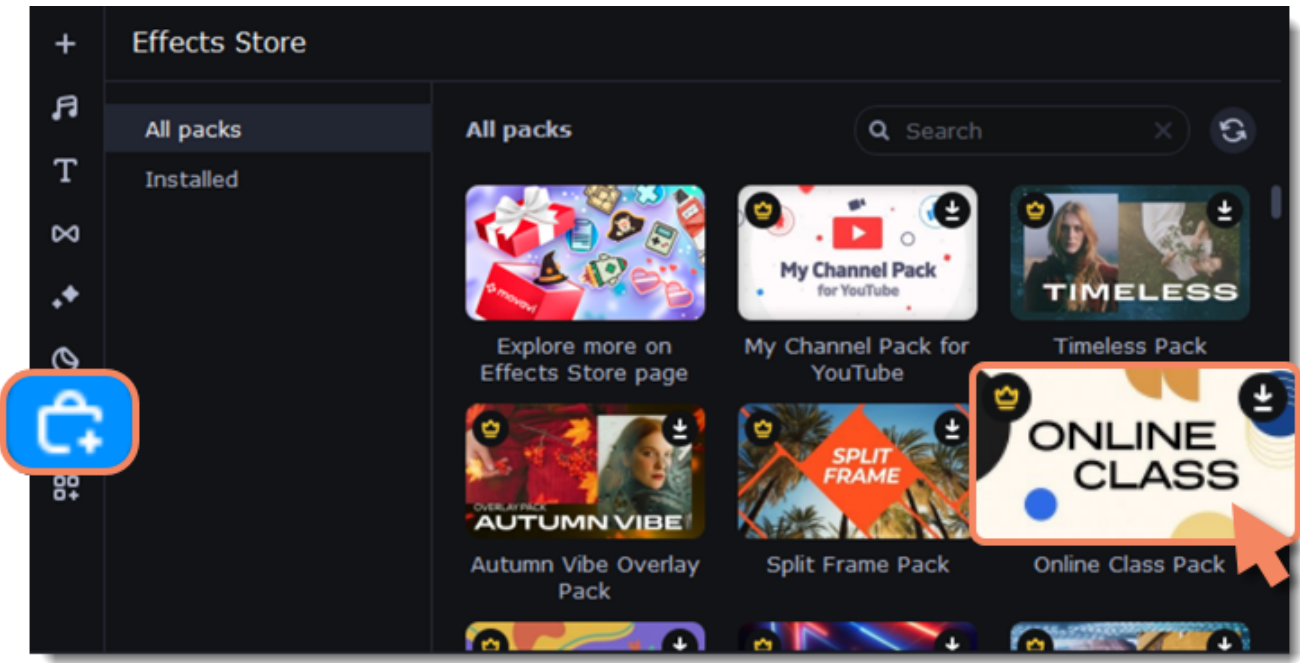 Effects Store
All packs
Installed
All packs
Search
movavi
My Channel Pack
for YouTube
TIMELESS
Explore more on
Effects Store page
My Channel Pack for
YouTube
Timeless Pack
OVERLAY PACK
AUTUMN VIBE
SPLIT
FRAME
ONLINE
CLASS
Autumn Vibe Overlay
Pack
Split Frame Pack
Online Class Pack